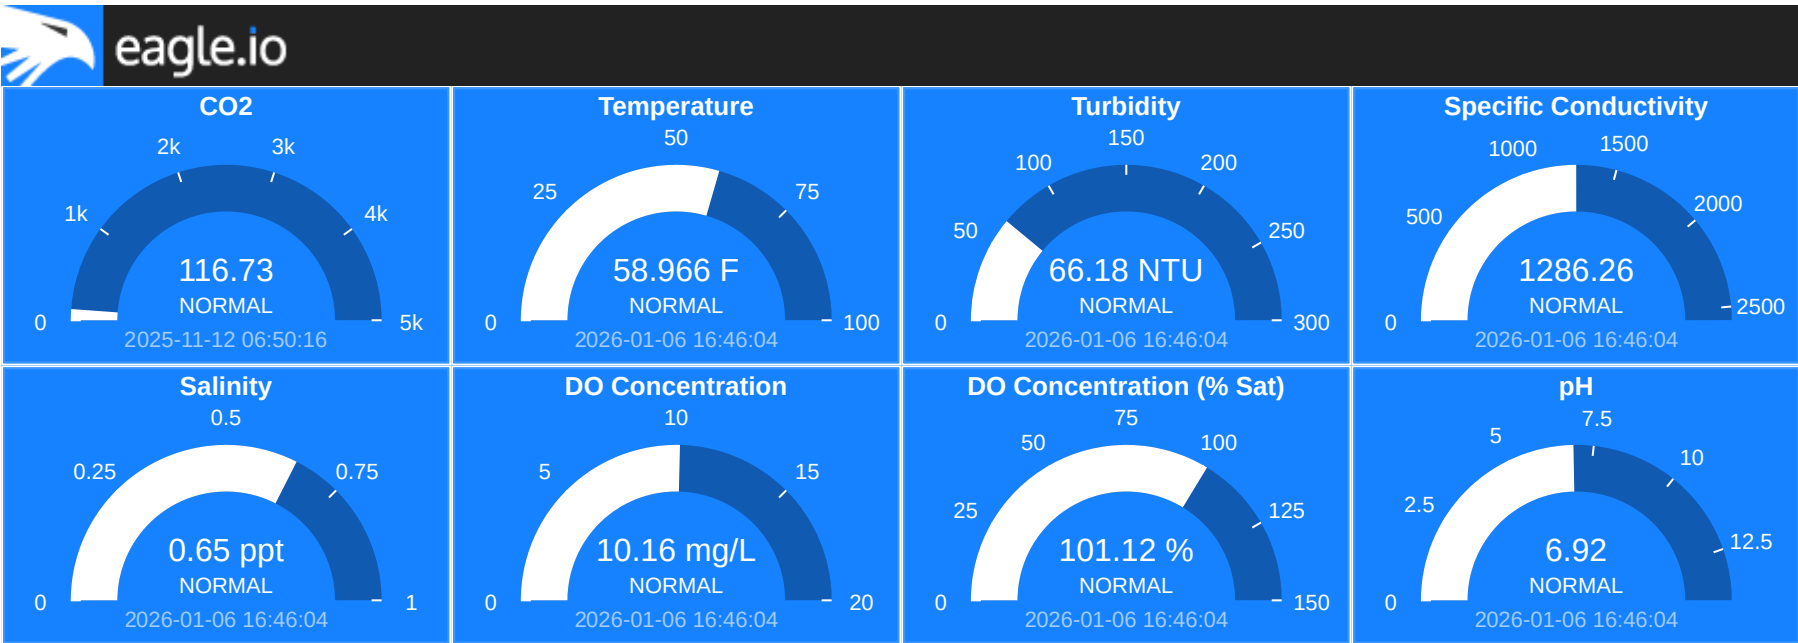 eagle.io
CO2
0
1k
2k
3k
4k
5k
116.73
NORMAL
2025-11-12 06:50:16
Temperature
0
25
50
75
100
58.966 F
NORMAL
2026-01-06 16:46:04
Turbidity
0
50
100
150
200
250
300
66.18 NTU
NORMAL
2026-01-06 16:46:04
Specific Conductivity
0
500
1000
1500
2000
2500
1286.26
NORMAL
2026-01-06 16:46:04
Salinity
0
0.25
0.5
0.75
1
0.65 ppt
NORMAL
2026-01-06 16:46:04
DO Concentration
0
5
10
15
20
10.16 mg/L
NORMAL
2026-01-06 16:46:04
DO Concentration (% Sat)
0
25
50
75
100
125
150
101.12 %
NORMAL
2026-01-06 16:46:04
pH
0
2.5
5
7.5
10
12.5
6.92
NORMAL
2026-01-06 16:46:04